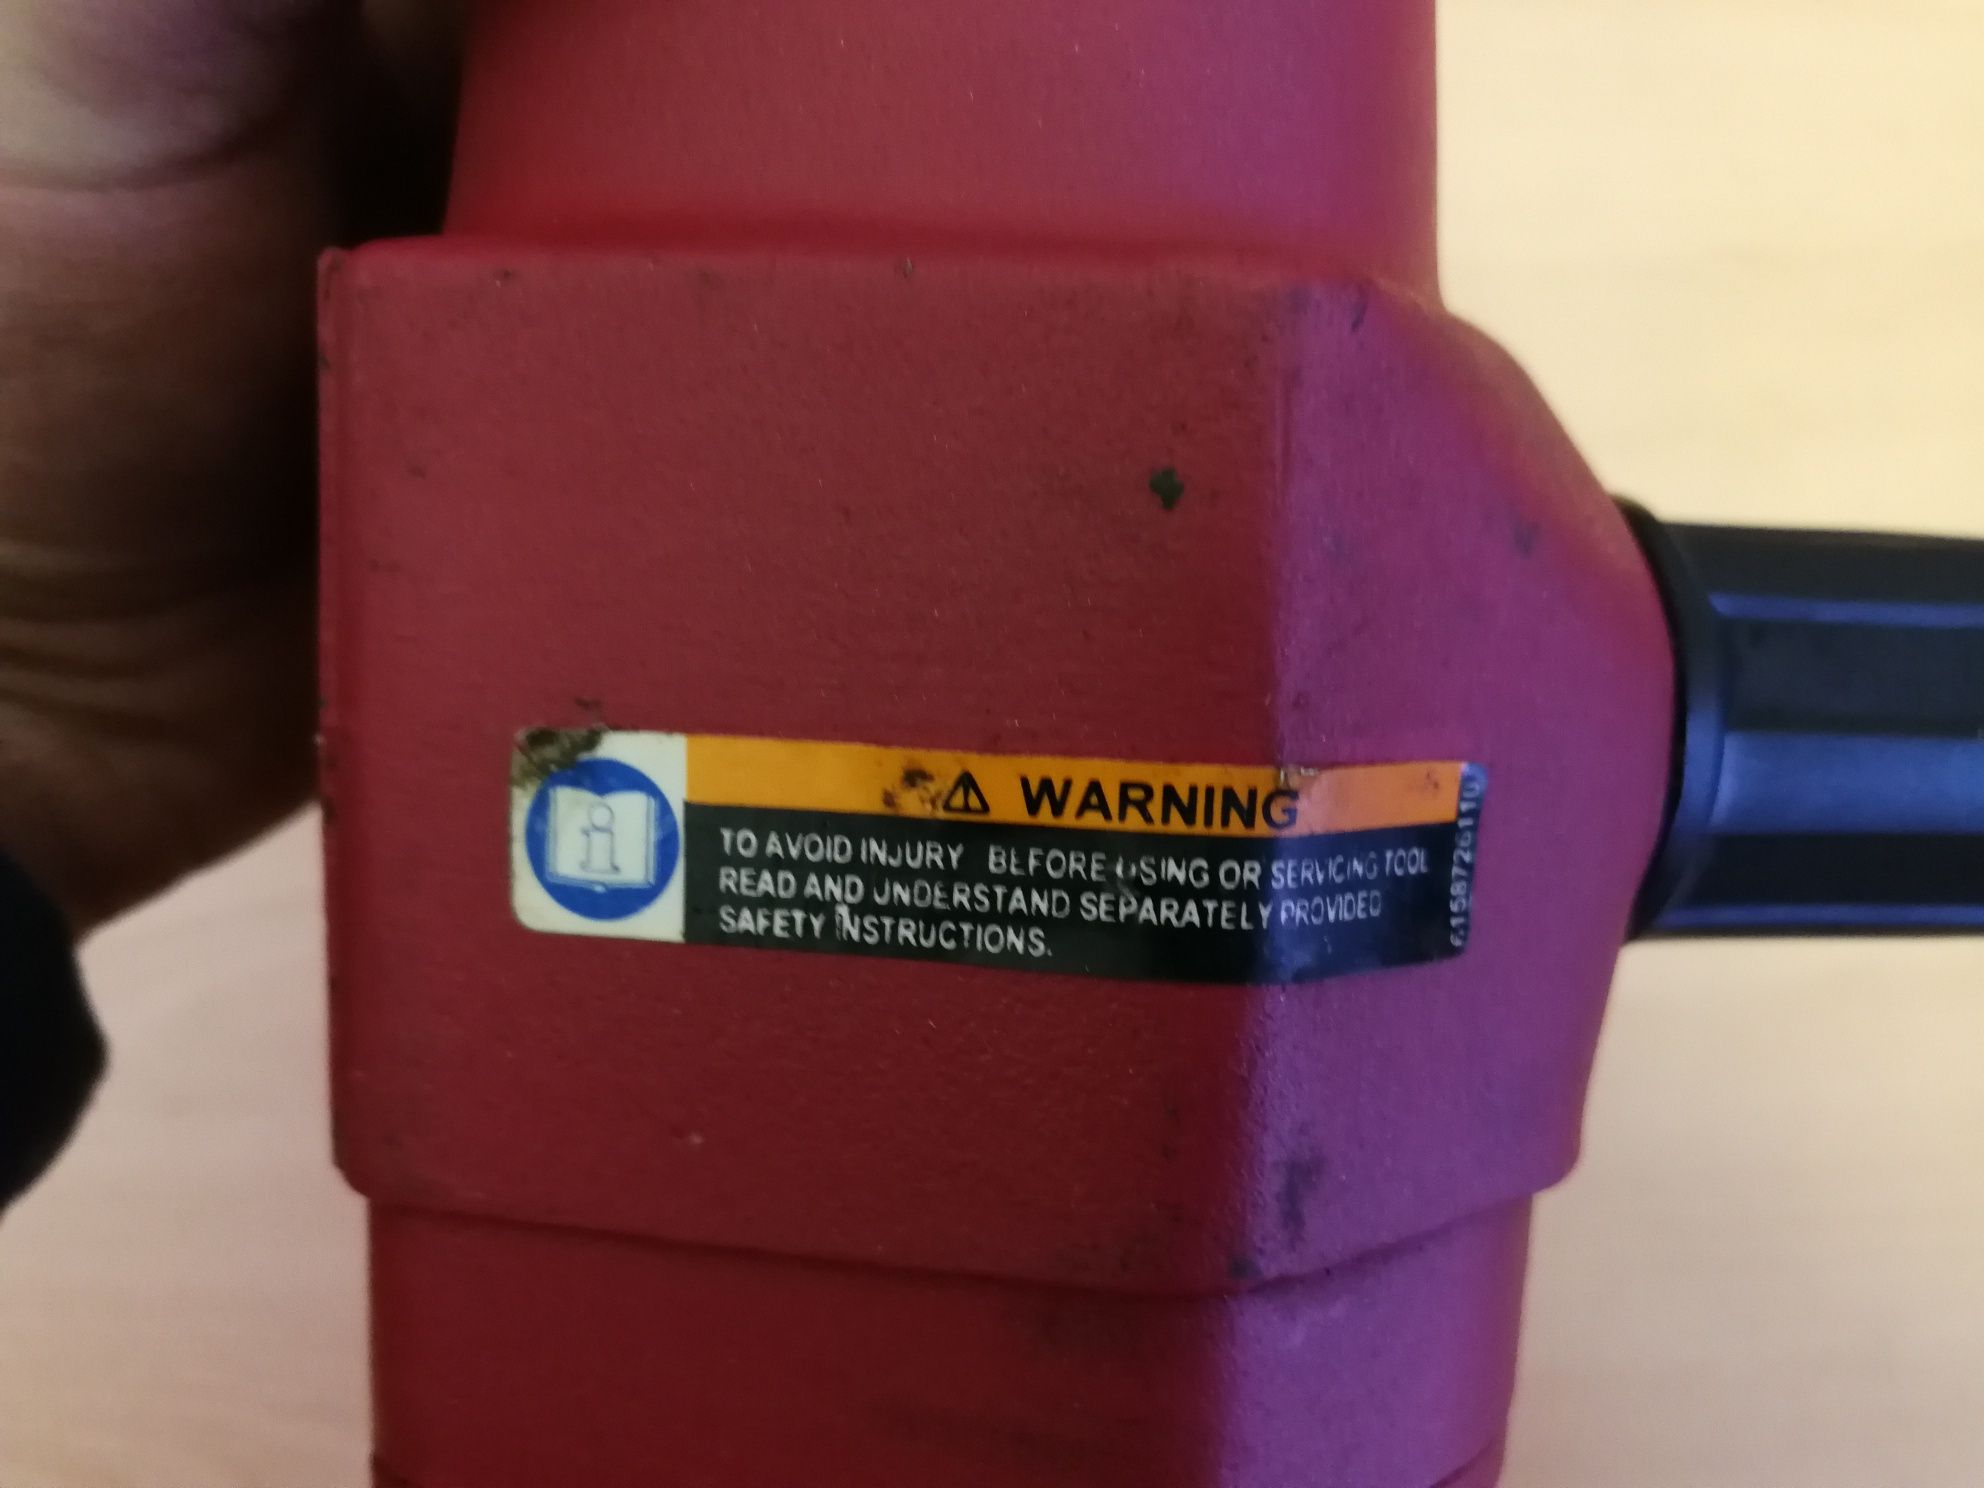 WARNING
TO AVOID INJURY BEFORE USING OR SERVICING TOOL
READ AND UNDERSTAND SEPARATELY PROVIDED
SAFETY INSTRUCTIONS.